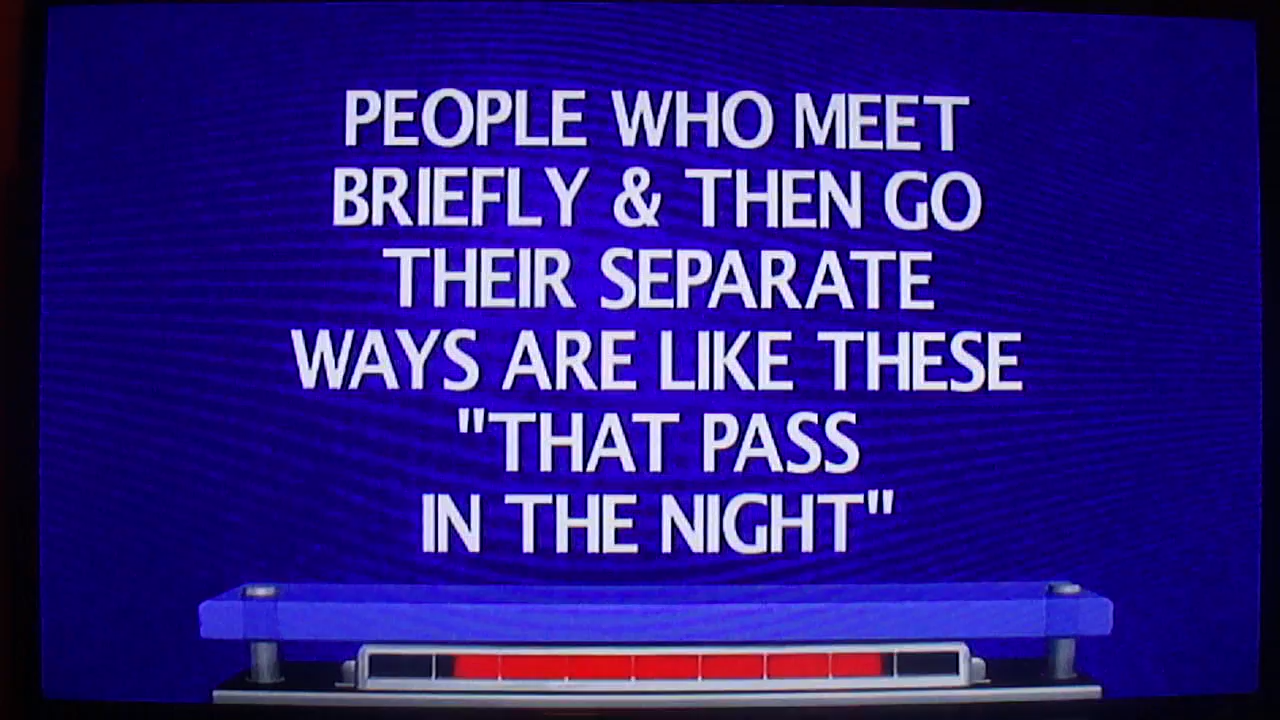 PEOPLE WHO MEET
BRIEFLY & THEN GO
THEIR SEPARATE
WAYS ARE LIKE THESE
"THAT PASS
IN THE NIGHT"